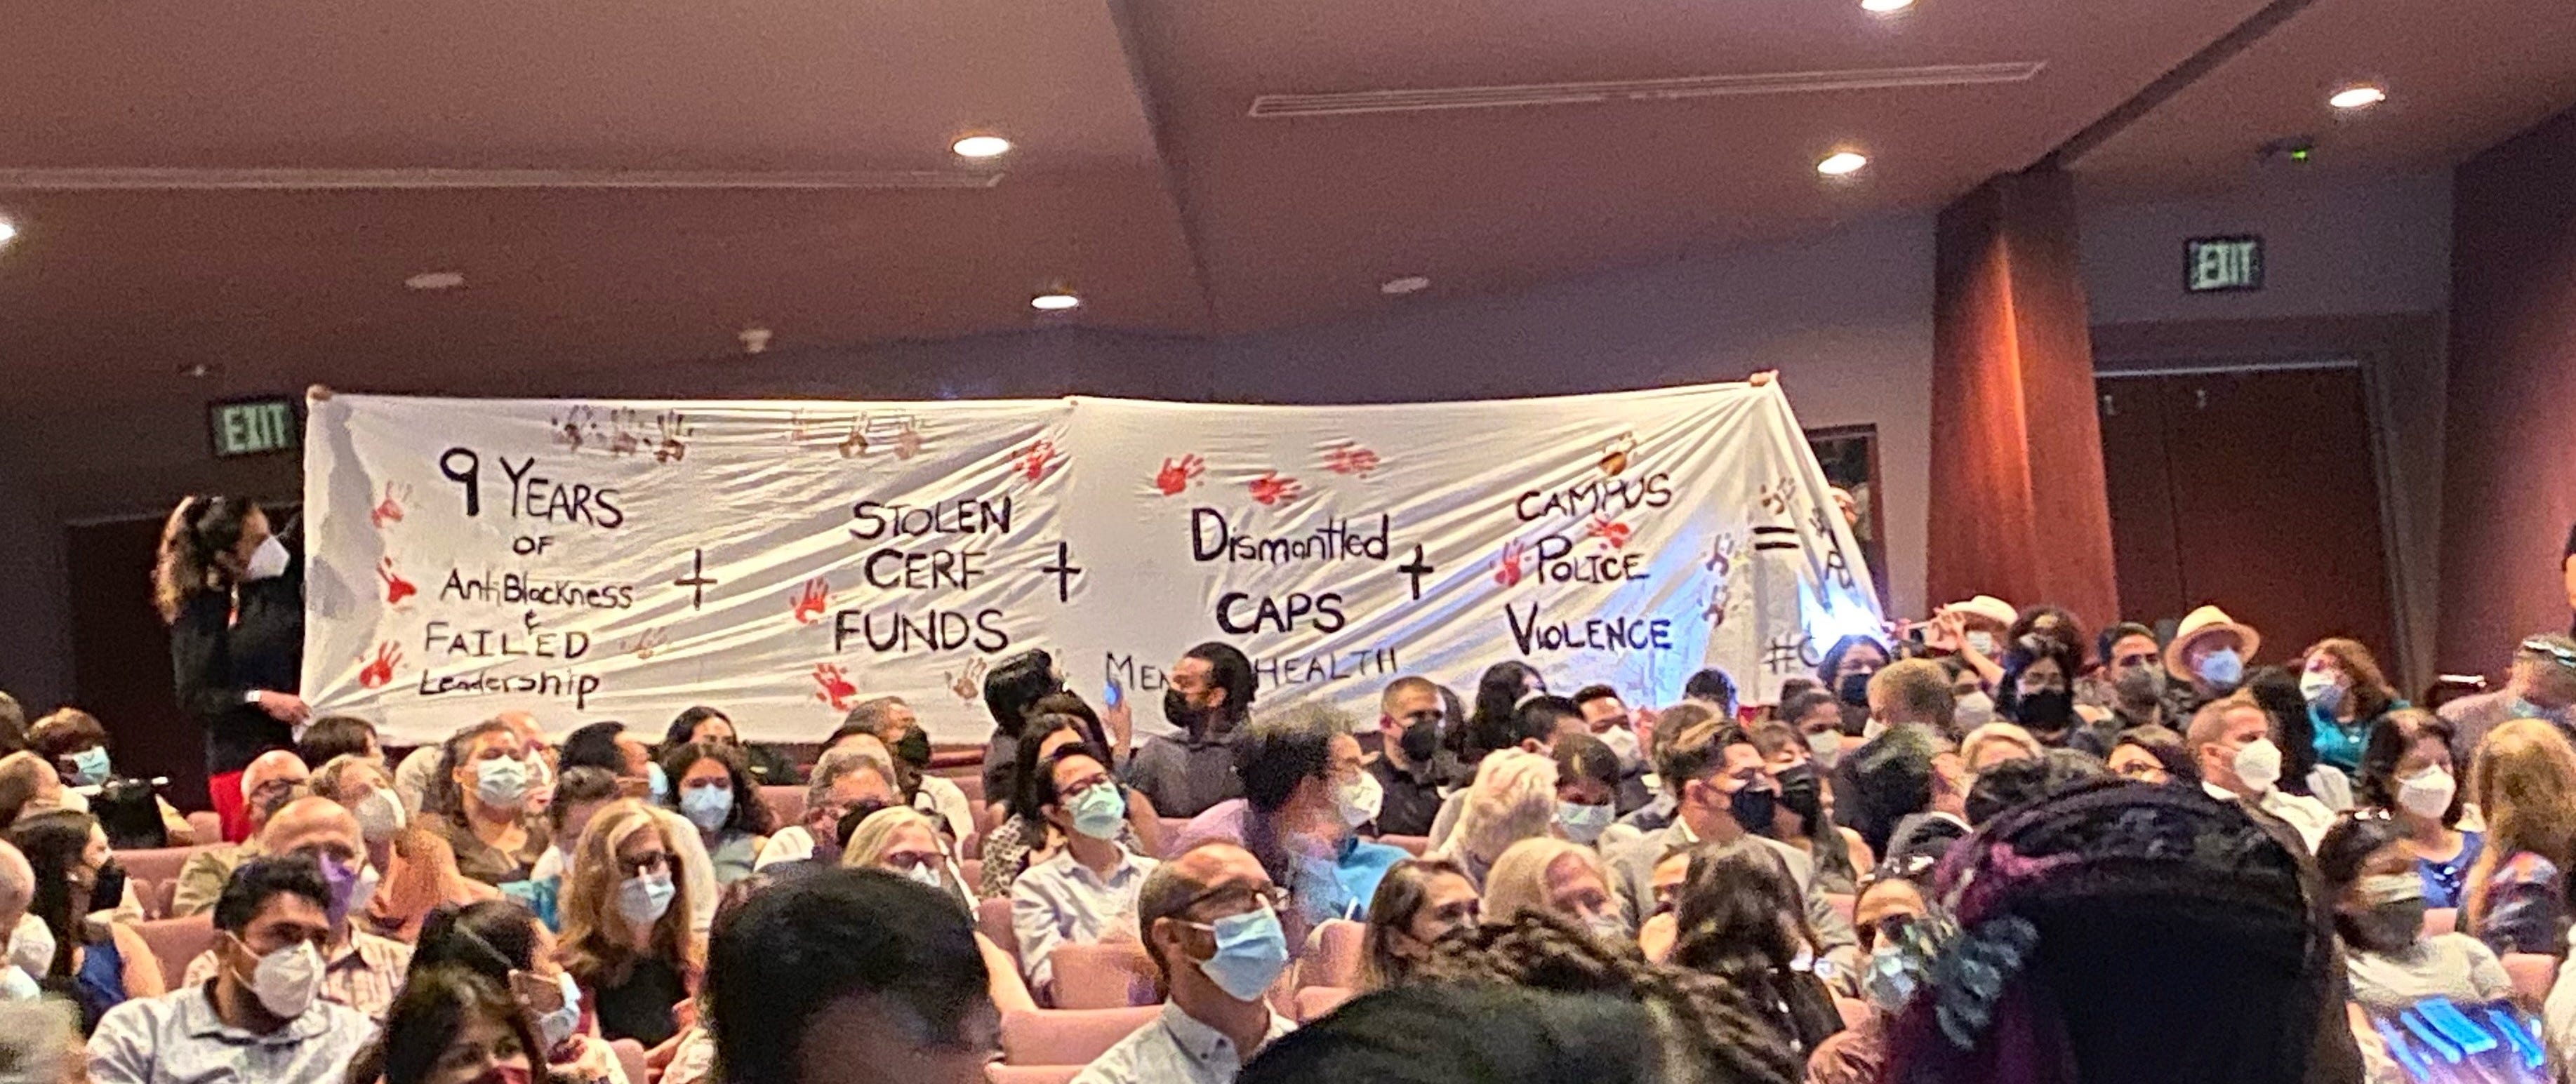 EXIT
EXIT
9 YEARS
OF
AntiBlackness
&
FAILED
Leadership
+
STOLEN
CERF
FUNDS
+
Dismantled
CAPS
HEALTH
+
CAMPUS
POLICE
VIOLENCE
=